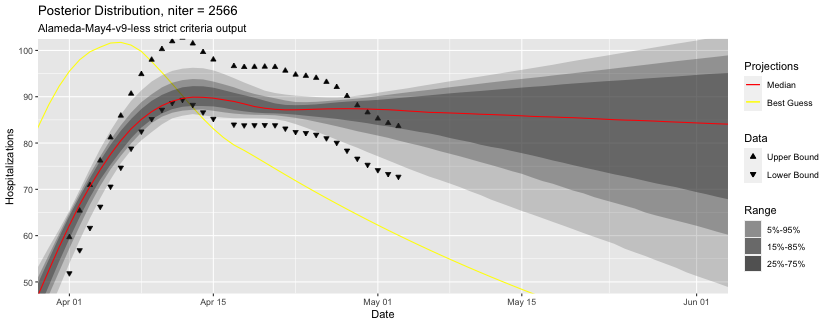 Posterior Distribution, niter = 2566
Alameda-May4-v9-less strict criteria output
Hospitalizations
100
90
80
70
60
50
Apr 01
Apr 15
May 01
May 15
Jun 01
Date
Projections
Median
Best Guess
Data
Upper Bound
Lower Bound
Range
5%-95%
15%-85%
25%-75%